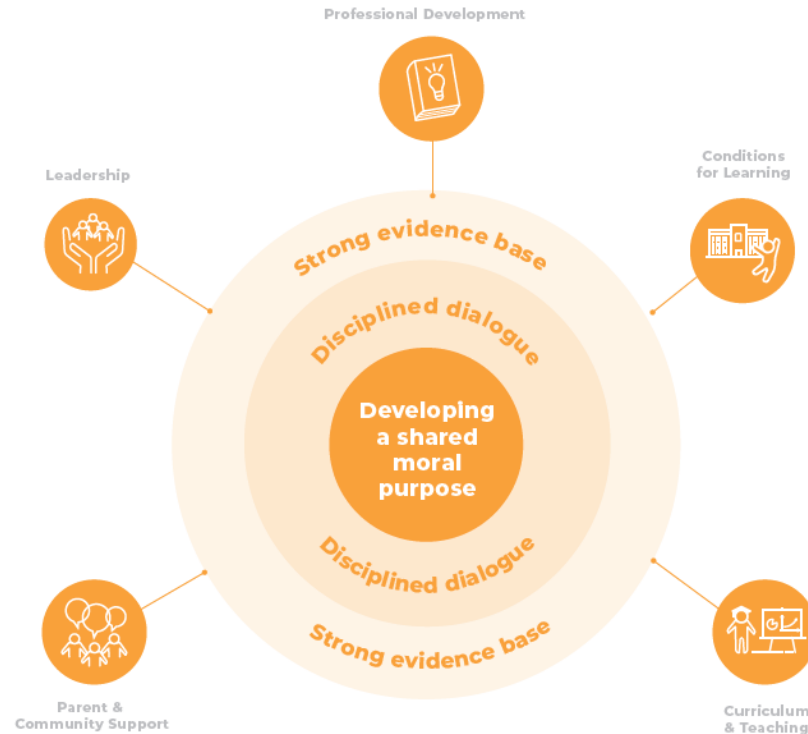 Professional Development
Leadership
Conditions
for Learning
Strong evidence base
Disciplined dialogue
Developing
a shared
moral
purpose
Disciplined dialogue
Strong evidence base
Parent &
Community Support
Curriculum
& Teaching